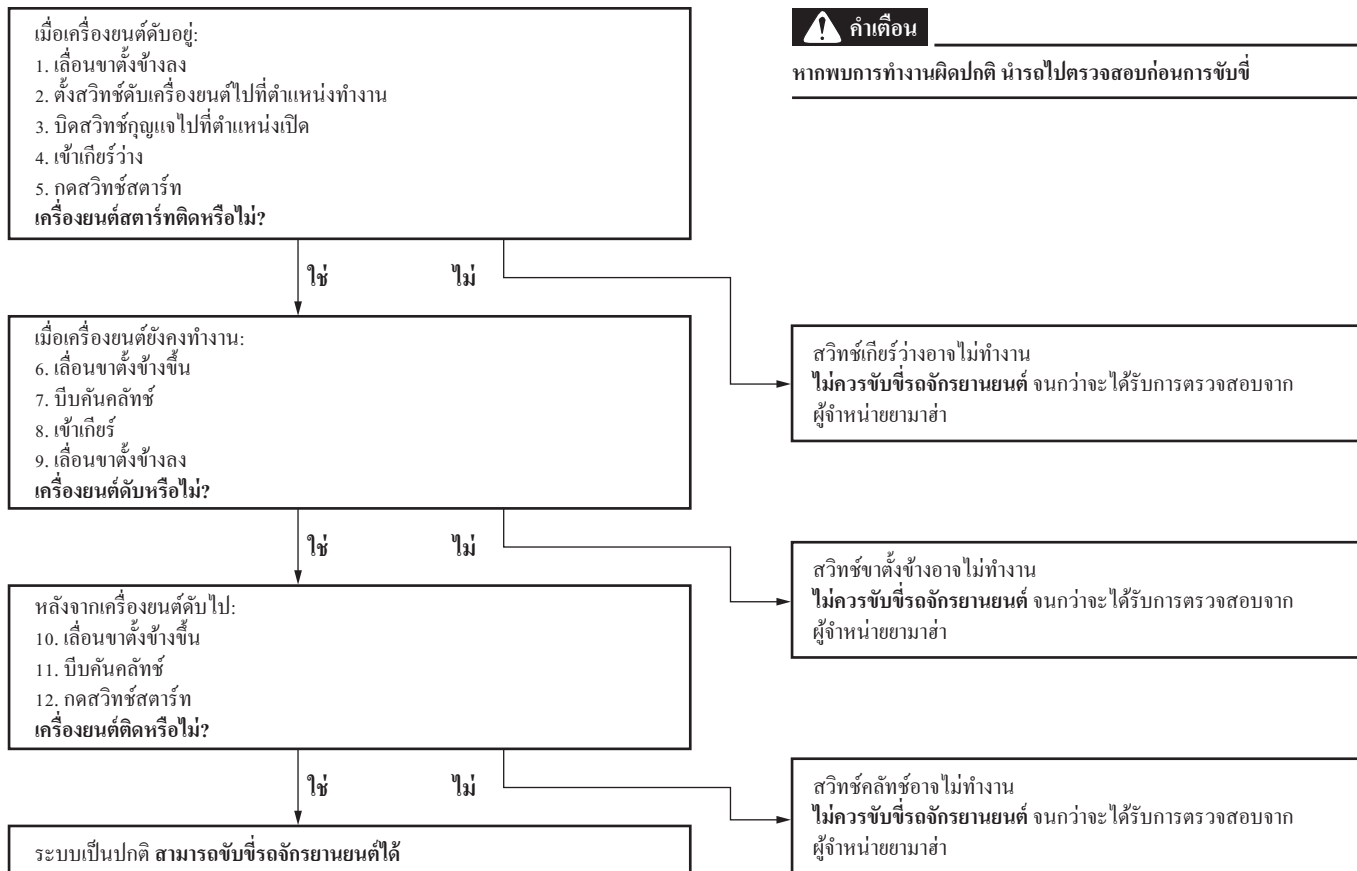 เมื่อเครื่องยนต์ดับอยู่:
1. เลื่อนขาตั้งข้างลง
2. ตั้งสวิทช์ดับเครื่องยนต์ไปที่ตำแหน่งทำงาน
3. บิดสวิทช์กุญแจไปที่ตำแหน่งเปิด
4. เข้าเกียร์ว่าง
5. กดสวิทช์สตาร์ท
เครื่องยนต์สตาร์ทติดหรือไม่?
คำเตือน
หากพบการทำงานผิดปกติ นำรถไปตรวจสอบก่อนการขับขี่
ใช่ ไม่
เมื่อเครื่องยนต์ยังคงทำงาน:
6. เลื่อนขาตั้งข้างขึ้น
7. บีบคันคลัทช์
8. เข้าเกียร์
9. เลื่อนขาตั้งข้างลง
เครื่องยนต์ดับหรือไม่?
สวิทช์เกียร์ว่างอาจไม่ทำงาน
ไม่ควรขับขี่รถจักรยานยนต์ จนกว่าจะได้รับการตรวจสอบจาก
ผู้จำหน่ายยามาฮ่า
ใช่ ไม่
หลังจากเครื่องยนต์ดับไป:
10. เลื่อนขาตั้งข้างขึ้น
11. บีบคันคลัทช์
12. กดสวิทช์สตาร์ท
เครื่องยนต์ติดหรือไม่?
สวิทช์ขาตั้งข้างอาจไม่ทำงาน
ไม่ควรขับขี่รถจักรยานยนต์ จนกว่าจะได้รับการตรวจสอบจาก
ผู้จำหน่ายยามาฮ่า
ใช่ ไม่
ระบบเป็นปกติ สามารถขับขี่รถจักรยานยนต์ได้
สวิทช์คลัทช์อาจไม่ทำงาน
ไม่ควรขับขี่รถจักรยานยนต์ จนกว่าจะได้รับการตรวจสอบจาก
ผู้จำหน่ายยามาฮ่า